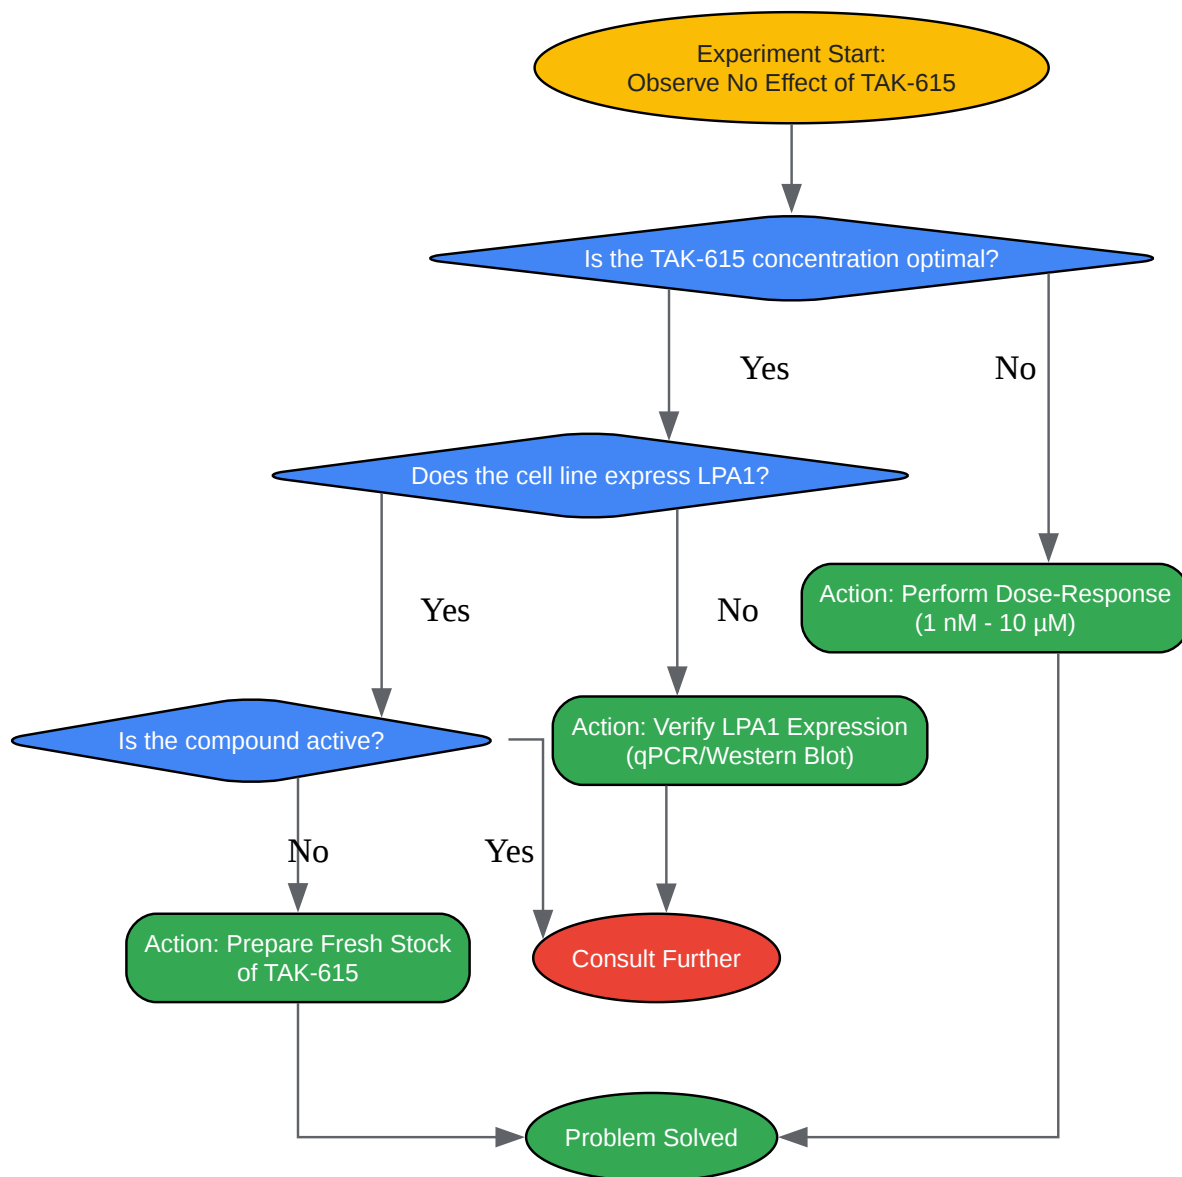 Experiment Start:
Observe No Effect of TAK-615
Is the TAK-615 concentration optimal?
Yes
No
Does the cell line express LPA1?
Action: Perform Dose-Response
(1 nM - 10 µM)
Yes
No
Action: Verify LPA1 Expression
(qPCR/Western Blot)
Is the compound active?
No
Yes
Action: Prepare Fresh Stock
of TAK-615
Consult Further
Problem Solved